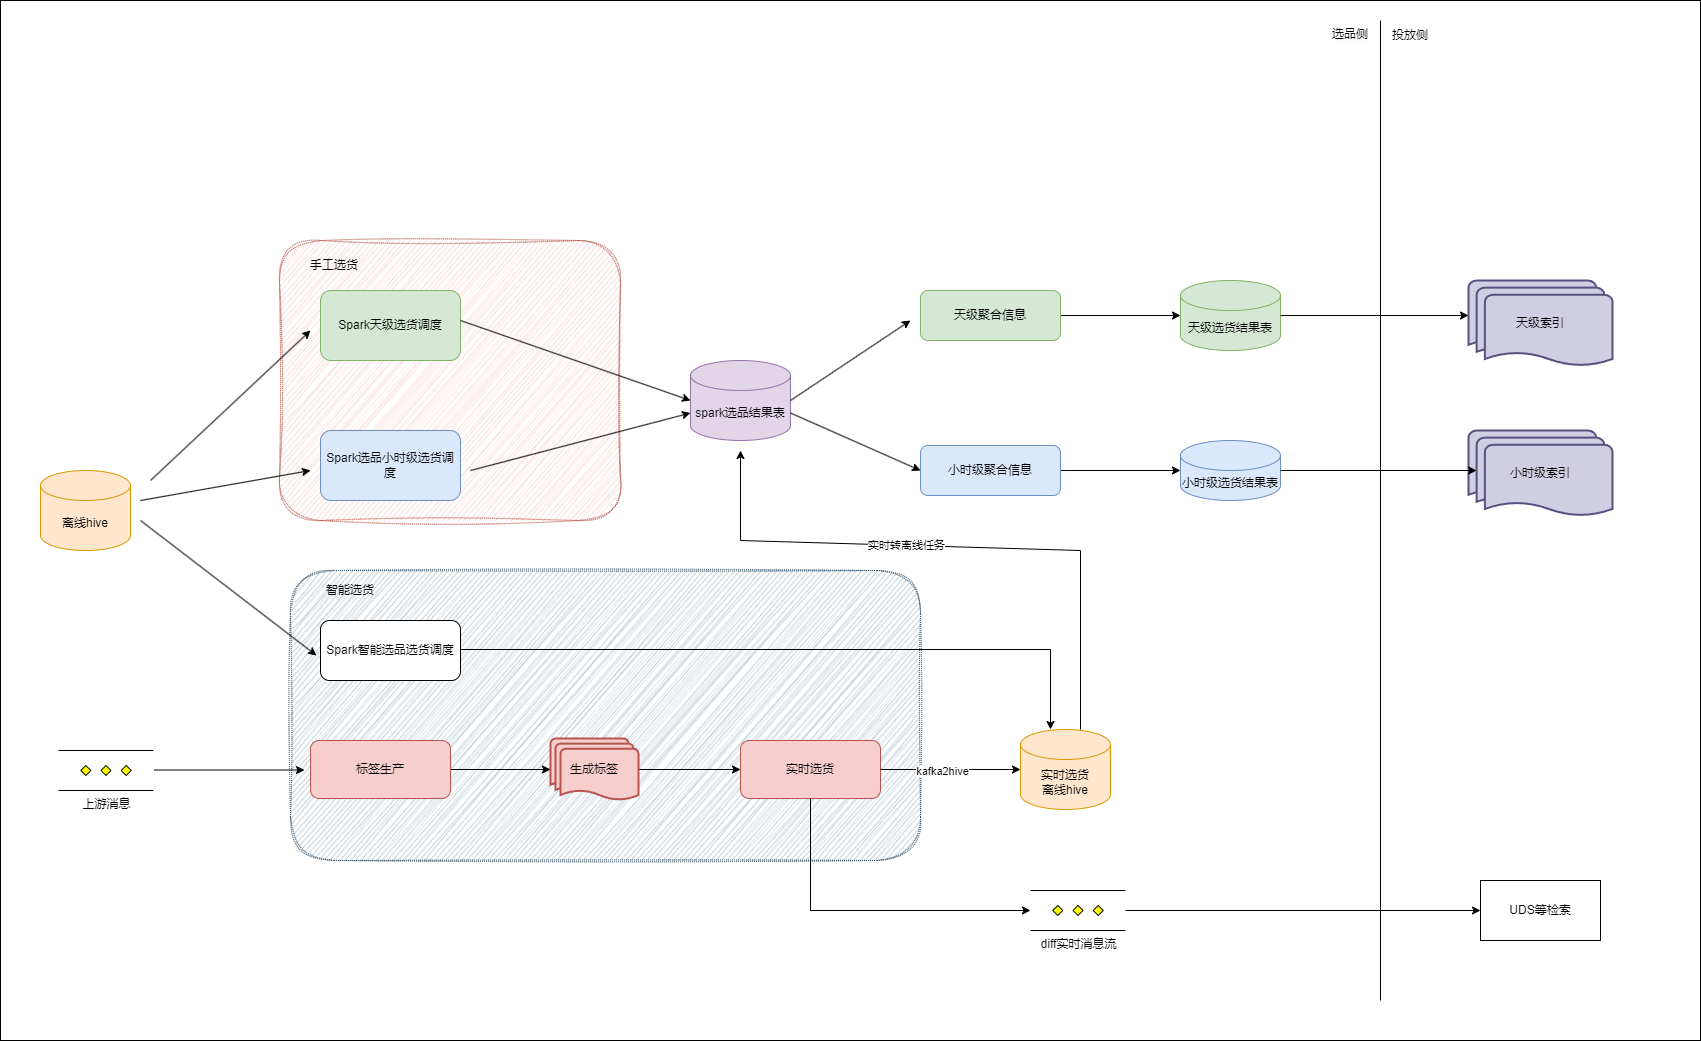 选品侧
投放侧
手工选货
Spark天级选货调度
天级聚合信息
天级选货结果表
天级索引
spark选品结果表
Spark选品小时级选货调
度
小时级聚合信息
小时级选货结果表
小时级索引
离线hive
实时转离线任务
智能选货
Spark智能选品选货调度
标签生产
生成标签
实时选货
kafka2hive
实时选货
离线hive
上游消息
UDS等检索
diff实时消息流